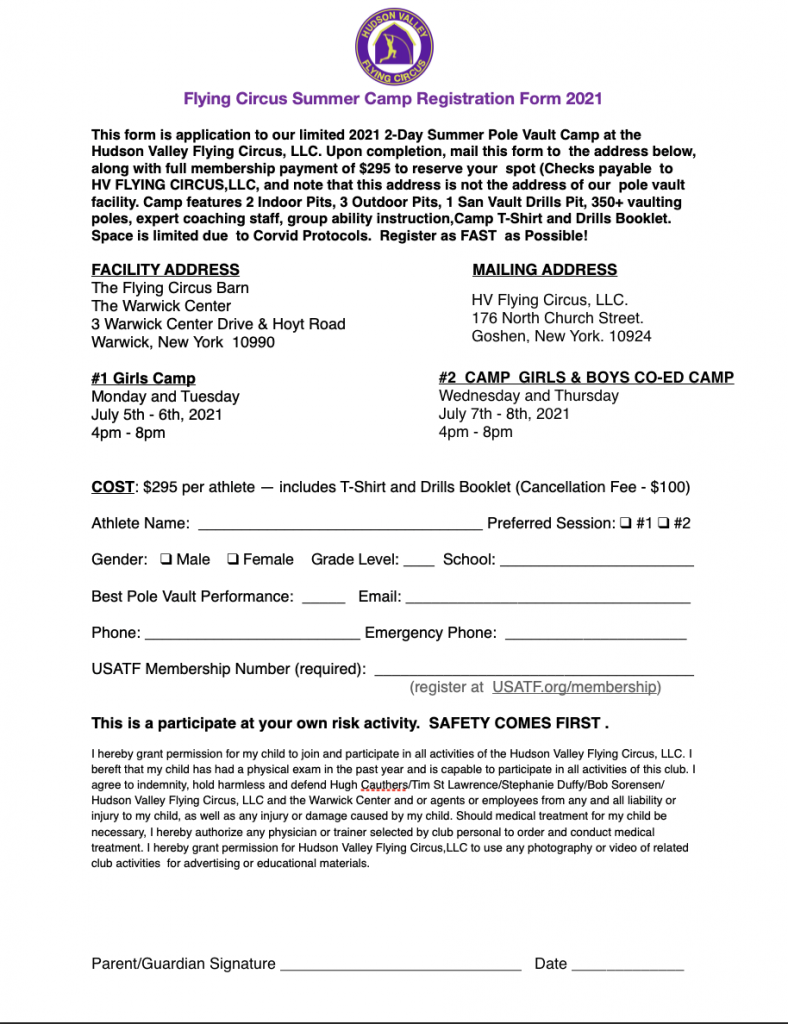 HUDSON VALLEY
FLYING CIRCUS
Flying Circus Summer Camp Registration Form 2021
This form is application to our limited 2021 2-Day Summer Pole Vault Camp at the
Hudson Valley Flying Circus, LLC. Upon completion, mail this form to the address below,
along with full membership payment of $295 to reserve your spot (Checks payable to
HV FLYING CIRCUS,LLC, and note that this address is not the address of our pole vault
facility. Camp features 2 Indoor Pits, 3 Outdoor Pits, 1 San Vault Drills Pit, 350+ vaulting
poles, expert coaching staff, group ability instruction,Camp T-Shirt and Drills Booklet.
Space is limited due to Corvid Protocols. Register as FAST as Possible!
FACILITY ADDRESS
The Flying Circus Barn
The Warwick Center
3 Warwick Center Drive & Hoyt Road
Warwick, New York 10990
MAILING ADDRESS
HV Flying Circus, LLC.
176 North Church Street.
Goshen, New York. 10924
#1 Girls Camp
Monday and Tuesday
July 5th - 6th, 2021
4pm - 8pm
#2 CAMP GIRLS & BOYS CO-ED CAMP
Wednesday and Thursday
July 7th - 8th, 2021
4pm - 8pm
COST: $295 per athlete — includes T-Shirt and Drills Booklet (Cancellation Fee - $100)
Athlete Name: ________________________________ Preferred Session: ❑ #1 ❑ #2
Gender: ❑ Male ❑ Female Grade Level: ____ School: ______________________
Best Pole Vault Performance: _____ Email: _________________________________
Phone: _________________________ Emergency Phone: _____________________
USATF Membership Number (required): _____________________________________
(register at USATF.org/membership)
This is a participate at your own risk activity. SAFETY COMES FIRST .
I hereby grant permission for my child to join and participate in all activities of the Hudson Valley Flying Circus, LLC. I
bereft that my child has had a physical exam in the past year and is capable to participate in all activities of this club. I
agree to indemnity, hold harmless and defend Hugh Cauthers/Tim St Lawrence/Stephanie Duffy/Bob Sorensen/
Hudson Valley Flying Circus, LLC and the Warwick Center and or agents or employees from any and all liability or
injury to my child, as well as any injury or damage caused by my child. Should medical treatment for my child be
necessary, I hereby authorize any physician or trainer selected by club personal to order and conduct medical
treatment. I hereby grant permission for Hudson Valley Flying Circus,LLC to use any photography or video of related
club activities for advertising or educational materials.
Parent/Guardian Signature ____________________________ Date _____________